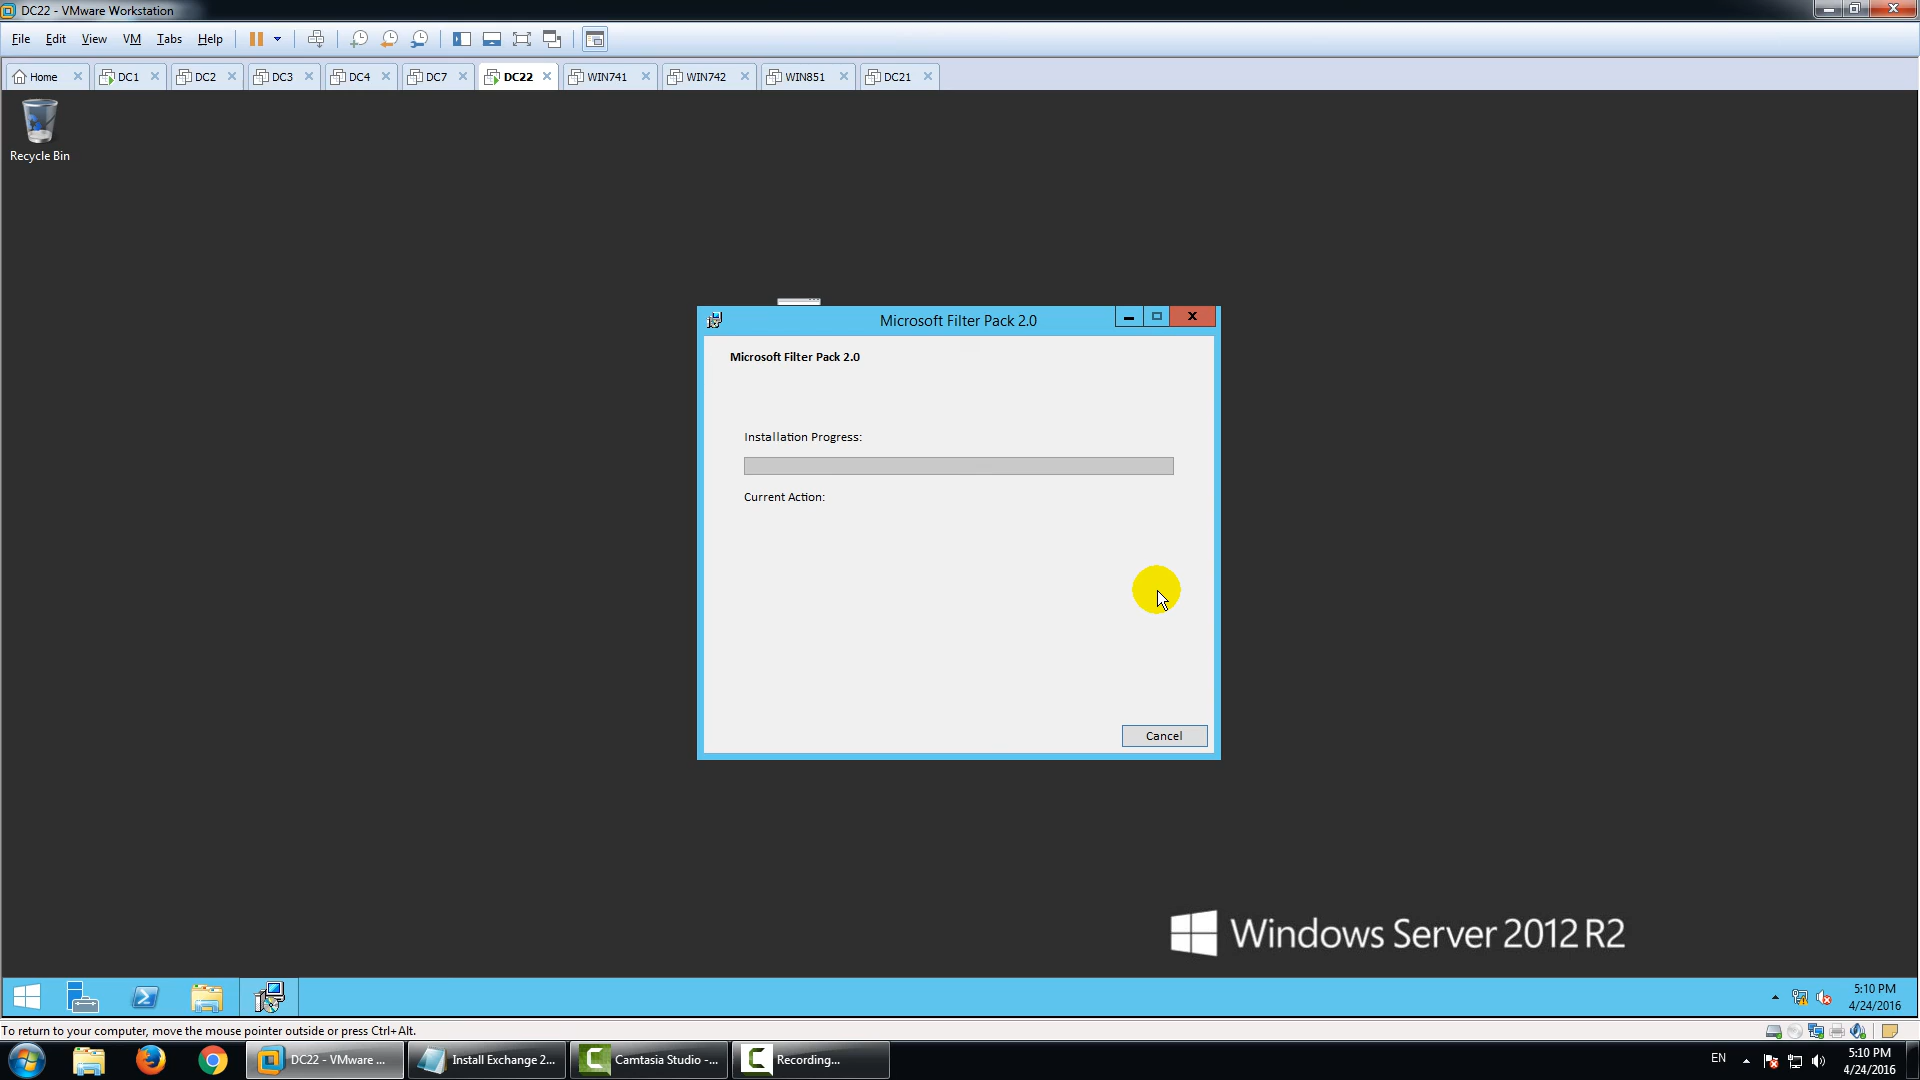 DC22 - VMware Workstation
File Edit View VM Tabs Help
Home DC1 DC2 DC3 DC4 DC7 DC22 WIN741 WIN742 WIN851 DC21
Recycle Bin
Microsoft Filter Pack 2.0
Microsoft Filter Pack 2.0
Installation Progress:
Current Action:
Cancel
Windows Server 2012 R2
5:10 PM
4/24/2016
To return to your computer, move the mouse pointer outside or press Ctrl+Alt.
DC22 - VMware ... Install Exchange 2... Camtasia Studio -... Recording... EN
5:10 PM
4/24/2016